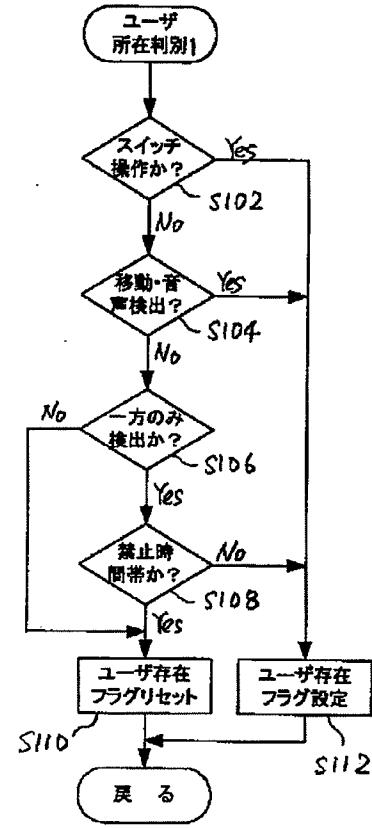 ユーザ
所在判別1
スイッチ
操作か?
Yes
S102
No
移動・音
声検出?
Yes
S104
No
一方のみ
検出か?
No
S106
Yes
禁止時
間帯か?
No
S108
Yes
ユーザ存在
フラグリセット
S110
ユーザ存在
フラグ設定
S112
戻 る